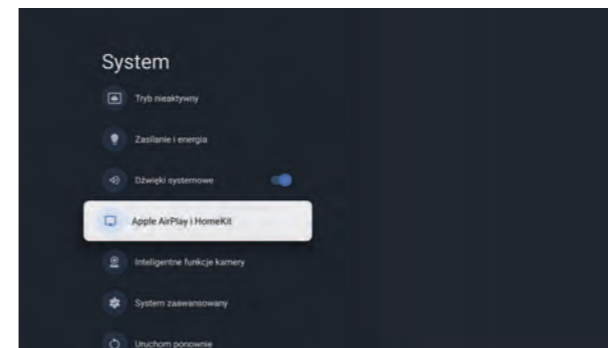 System
Tryb nieaktywny
Zasilanie i energia
Dźwięki systemowe
Apple AirPlay i HomeKit
Inteligentne funkcje kamery
System zaawansowany
Uruchom ponownie